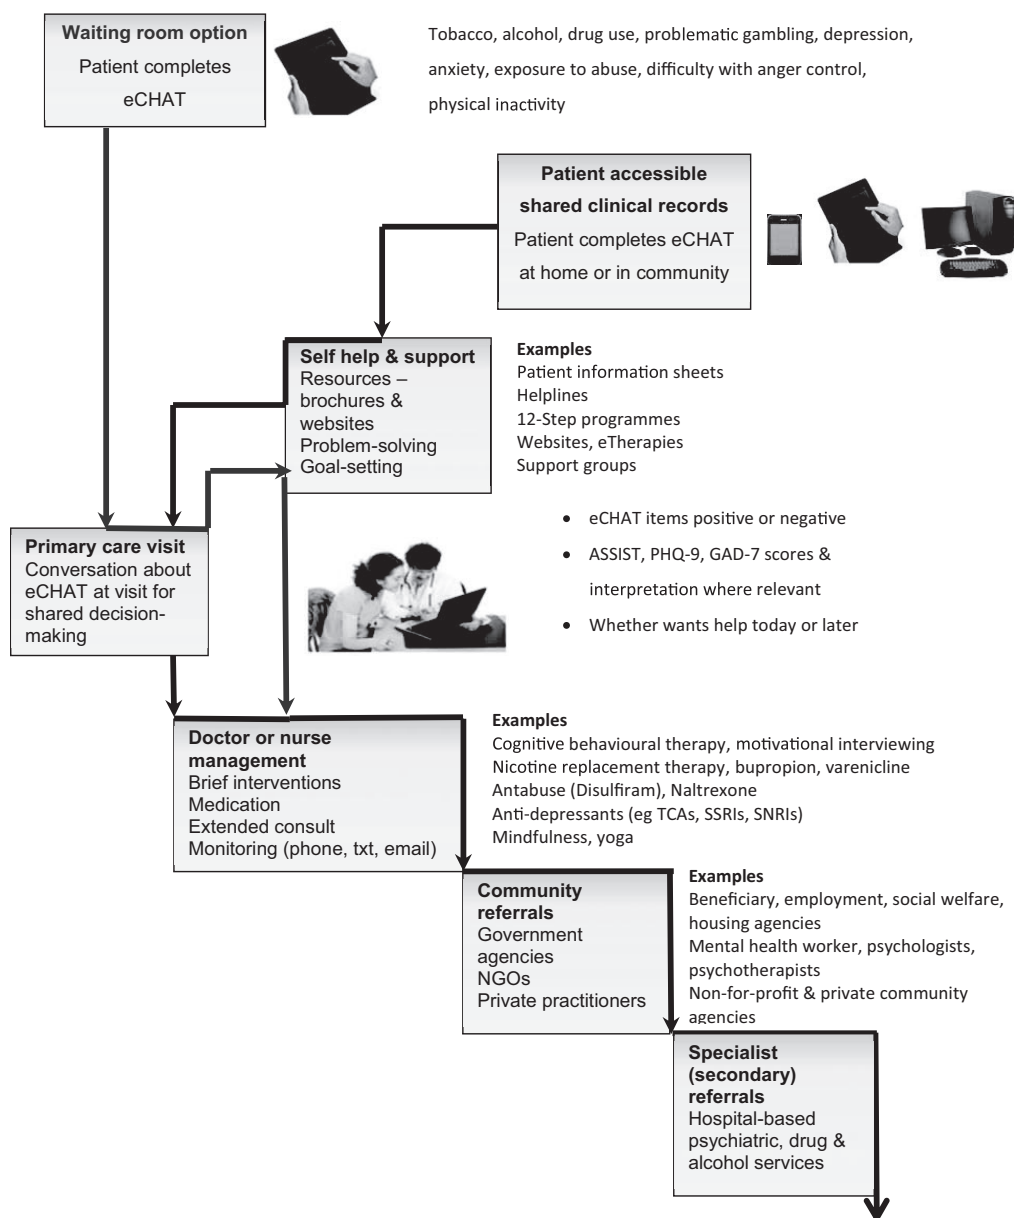 Waiting room option
Patient completes
eCHAT
Tobacco, alcohol, drug use, problematic gambling, depression,
anxiety, exposure to abuse, difficulty with anger control,
physical inactivity
Patient accessible
shared clinical records
Patient completes eCHAT
at home or in community
Self help & support
Resources –
brochures &
websites
Problem-solving
Goal-setting
Examples
Patient information sheets
Helplines
12-Step programmes
Websites, eTherapies
Support groups
Primary care visit
Conversation about
eCHAT at visit for
shared decision-
making
• eCHAT items positive or negative
• ASSIST, PHQ-9, GAD-7 scores &
interpretation where relevant
• Whether wants help today or later
Doctor or nurse
management
Brief interventions
Medication
Extended consult
Monitoring (phone, txt, email)
Examples
Cognitive behavioural therapy, motivational interviewing
Nicotine replacement therapy, bupropion, varenicline
Antabuse (Disulfiram), Naltrexone
Anti-depressants (eg TCAs, SSRIs, SNRIs)
Mindfulness, yoga
Community
referrals
Government
agencies
NGOs
Private practitioners
Examples
Beneficiary, employment, social welfare,
housing agencies
Mental health worker, psychologists,
psychotherapists
Non-for-profit & private community
agencies
Specialist
(secondary)
referrals
Hospital-based
psychiatric, drug &
alcohol services